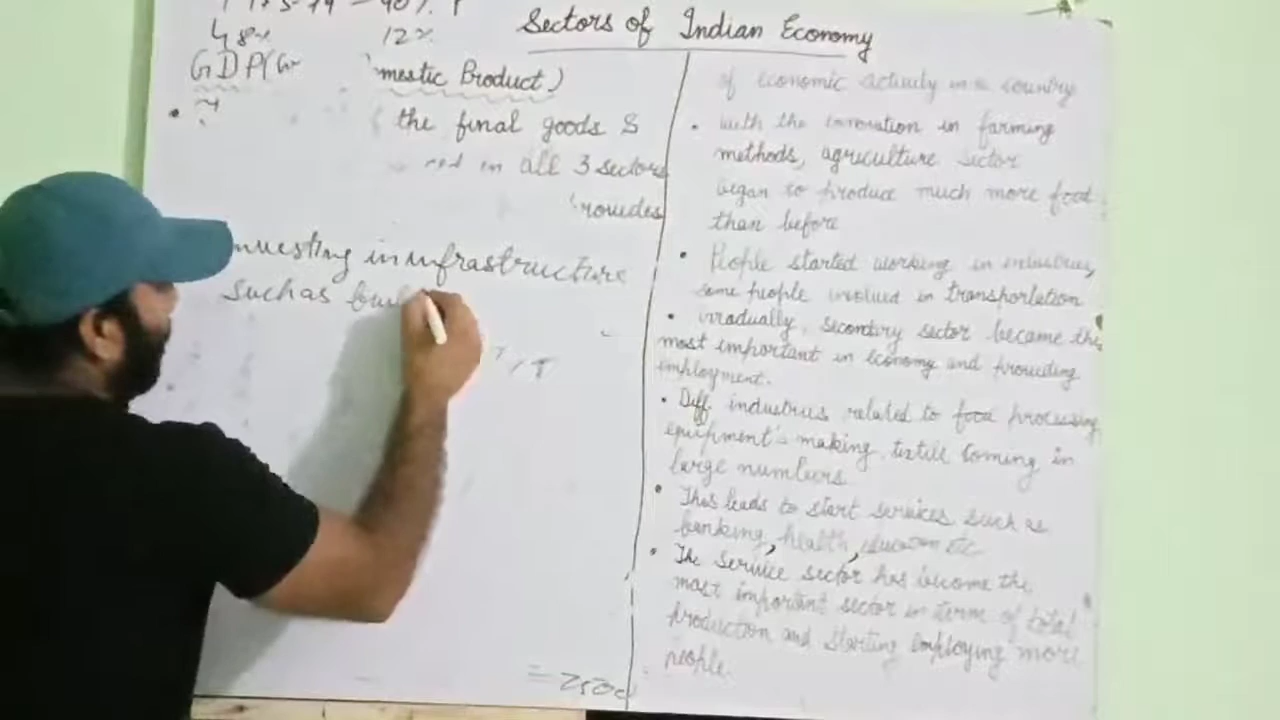 Sectors of Indian Economy
48%
12%
GDP(Gr
mestic Product)
the final goods &
in all 3 sectors
rovides
nvesting in infrastructure
Such as bui
= 2500
of economic activity in a country
with the innovation in farming
methods, agriculture sector
began to produce much more food
than before
People started working in industries,
some people involved in transportation
Gradually, secondary sector became the
most important in economy and providing
employment.
Diff. industries related to food processing,
equipment's making, textile coming in
large numbers
Thus leads to start services such as
banking, health, education etc
The service sector has become the
most important sector in term of total
production and starting employing more
people.